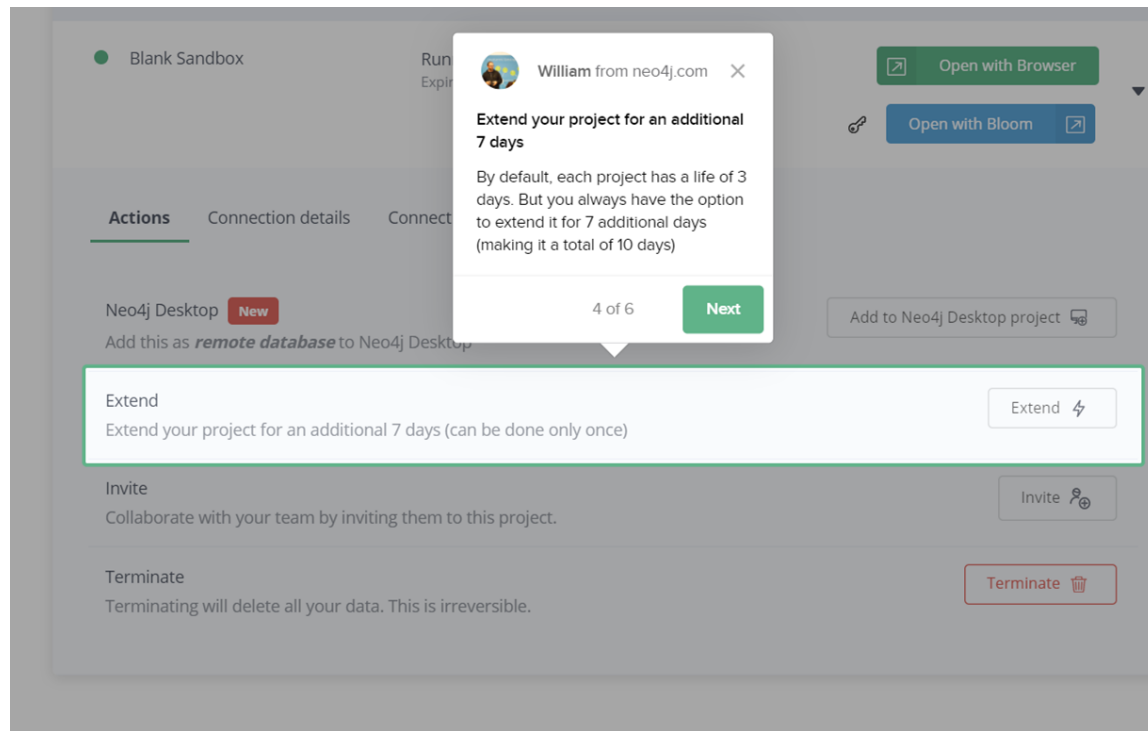 Blank Sandbox
William from neo4j.com
Open with Browser
Extend your project for an additional
7 days
Open with Bloom
By default, each project has a life of 3
days. But you always have the option
to extend it for 7 additional days
(making it a total of 10 days)
Actions Connection details Connect
4 of 6 Next
Neo4j Desktop New
Add this as remote database to Neo4j Desktop
Add to Neo4j Desktop project
Extend
Extend your project for an additional 7 days (can be done only once)
Extend
Invite
Collaborate with your team by inviting them to this project.
Invite
Terminate
Terminating will delete all your data. This is irreversible.
Terminate